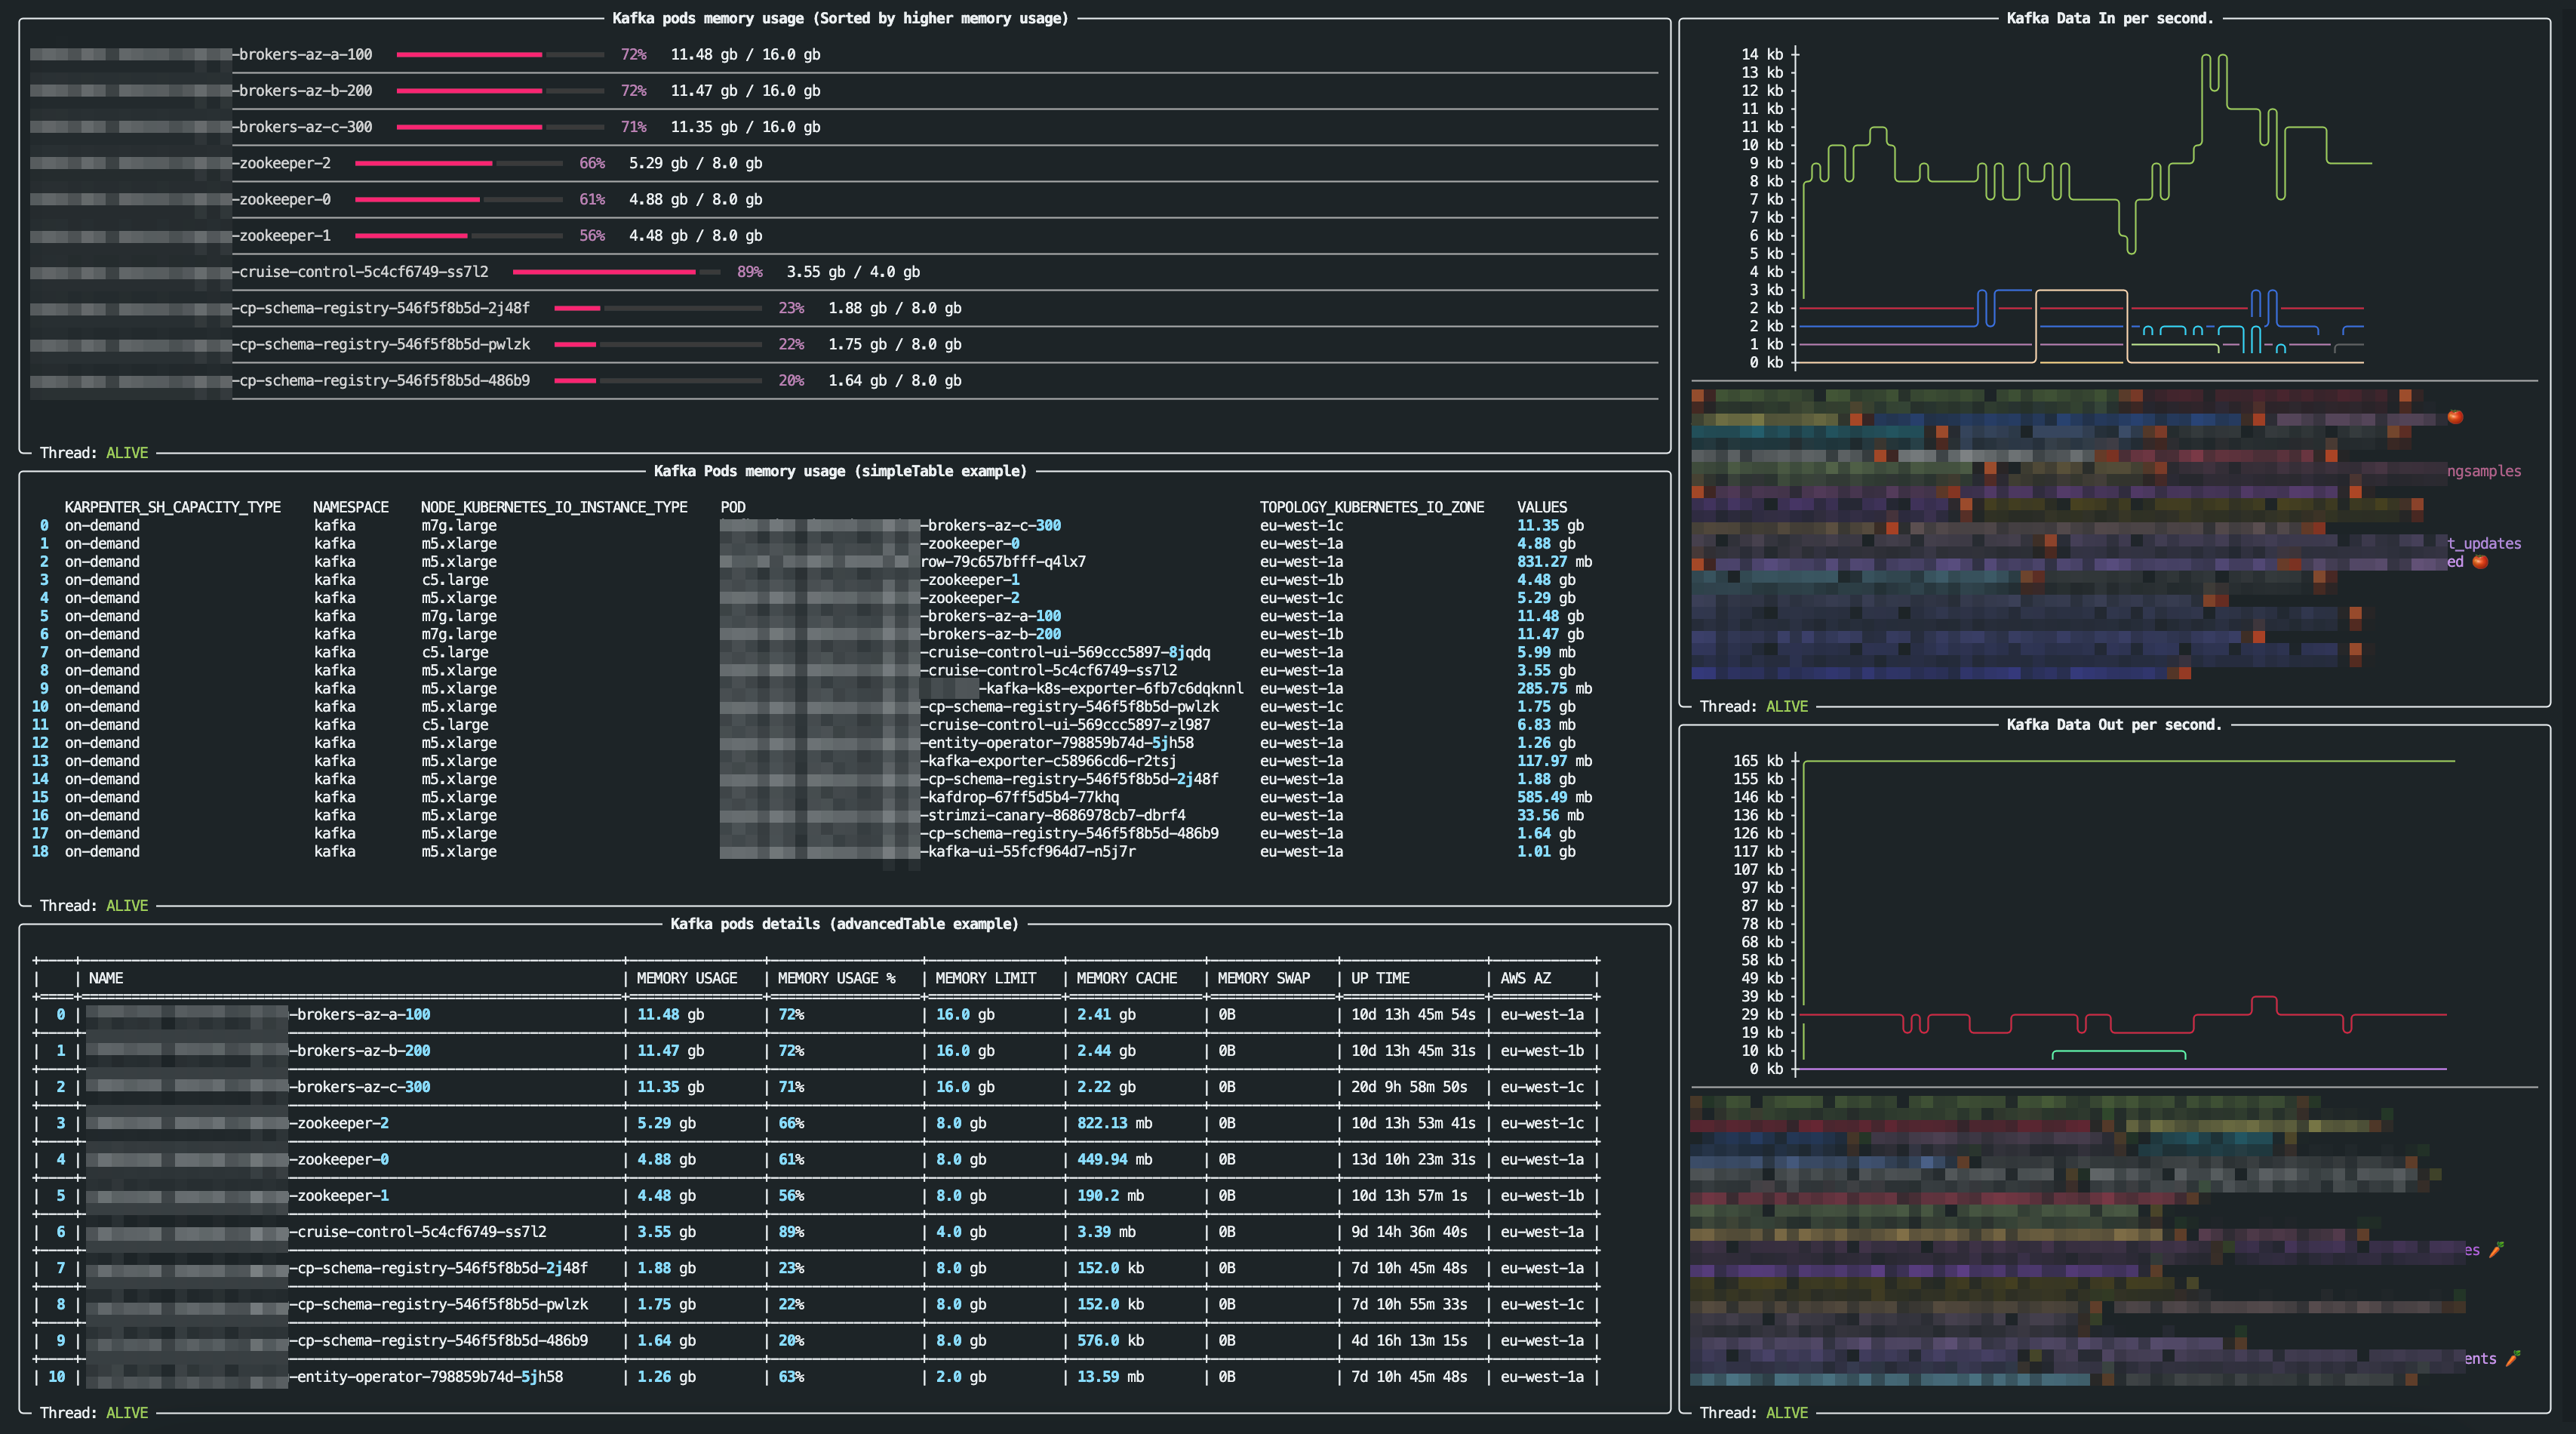 Kafka pods memory usage (Sorted by higher memory usage)
-brokers-az-a-100 72% 11.48 gb / 16.0 gb
-brokers-az-b-200 72% 11.47 gb / 16.0 gb
-brokers-az-c-300 71% 11.35 gb / 16.0 gb
-zookeeper-2 66% 5.29 gb / 8.0 gb
-zookeeper-0 61% 4.88 gb / 8.0 gb
-zookeeper-1 56% 4.48 gb / 8.0 gb
-cruise-control-5c4cf6749-ss7l2 89% 3.55 gb / 4.0 gb
-cp-schema-registry-546f5f8b5d-2j48f 23% 1.88 gb / 8.0 gb
-cp-schema-registry-546f5f8b5d-pwlzk 22% 1.75 gb / 8.0 gb
-cp-schema-registry-546f5f8b5d-486b9 20% 1.64 gb / 8.0 gb
Thread: ALIVE
Kafka Pods memory usage (simpleTable example)
KARPENTER_SH_CAPACITY_TYPE NAMESPACE NODE_KUBERNETES_IO_INSTANCE_TYPE POD TOPOLOGY_KUBERNETES_IO_ZONE VALUES
0 on-demand kafka m7g.large -brokers-az-c-300 eu-west-1c 11.35 gb
1 on-demand kafka m5.xlarge -zookeeper-0 eu-west-1a 4.88 gb
2 on-demand kafka m5.xlarge row-79c657bfff-q4lx7 eu-west-1a 831.27 mb
3 on-demand kafka c5.large -zookeeper-1 eu-west-1b 4.48 gb
4 on-demand kafka m5.xlarge -zookeeper-2 eu-west-1c 5.29 gb
5 on-demand kafka m7g.large -brokers-az-a-100 eu-west-1a 11.48 gb
6 on-demand kafka m7g.large -brokers-az-b-200 eu-west-1b 11.47 gb
7 on-demand kafka c5.large -cruise-control-ui-569ccc5897-8jqdq eu-west-1a 5.99 mb
8 on-demand kafka m5.xlarge -cruise-control-5c4cf6749-ss7l2 eu-west-1a 3.55 gb
9 on-demand kafka m5.xlarge -kafka-k8s-exporter-6fb7c6dqknnl eu-west-1a 285.75 mb
10 on-demand kafka m5.xlarge -cp-schema-registry-546f5f8b5d-pwlzk eu-west-1c 1.75 gb
11 on-demand kafka c5.large -cruise-control-ui-569ccc5897-zl987 eu-west-1a 6.83 mb
12 on-demand kafka m5.xlarge -entity-operator-798859b74d-5jh58 eu-west-1a 1.26 gb
13 on-demand kafka m5.xlarge -kafka-exporter-c58966cd6-r2tsj eu-west-1a 117.97 mb
14 on-demand kafka m5.xlarge -cp-schema-registry-546f5f8b5d-2j48f eu-west-1a 1.88 gb
15 on-demand kafka m5.xlarge -kafdrop-67ff5d5b4-77khq eu-west-1a 585.49 mb
16 on-demand kafka m5.xlarge -strimzi-canary-8686978cb7-dbrf4 eu-west-1a 33.56 mb
17 on-demand kafka m5.xlarge -cp-schema-registry-546f5f8b5d-486b9 eu-west-1a 1.64 gb
18 on-demand kafka m5.xlarge -kafka-ui-55fcf964d7-n5j7r eu-west-1a 1.01 gb
Thread: ALIVE
Kafka pods details (advancedTable example)
| | NAME | MEMORY USAGE | MEMORY USAGE % | MEMORY LIMIT | MEMORY CACHE | MEMORY SWAP | UP TIME | AWS AZ |
| 0 | -brokers-az-a-100 | 11.48 gb | 72% | 16.0 gb | 2.41 gb | 0B | 10d 13h 45m 54s | eu-west-1a |
| 1 | -brokers-az-b-200 | 11.47 gb | 72% | 16.0 gb | 2.44 gb | 0B | 10d 13h 45m 31s | eu-west-1b |
| 2 | -brokers-az-c-300 | 11.35 gb | 71% | 16.0 gb | 2.22 gb | 0B | 20d 9h 58m 50s | eu-west-1c |
| 3 | -zookeeper-2 | 5.29 gb | 66% | 8.0 gb | 822.13 mb | 0B | 10d 13h 53m 41s | eu-west-1c |
| 4 | -zookeeper-0 | 4.88 gb | 61% | 8.0 gb | 449.94 mb | 0B | 13d 10h 23m 31s | eu-west-1a |
| 5 | -zookeeper-1 | 4.48 gb | 56% | 8.0 gb | 190.2 mb | 0B | 10d 13h 57m 1s | eu-west-1b |
| 6 | -cruise-control-5c4cf6749-ss7l2 | 3.55 gb | 89% | 4.0 gb | 3.39 mb | 0B | 9d 14h 36m 40s | eu-west-1a |
| 7 | -cp-schema-registry-546f5f8b5d-2j48f | 1.88 gb | 23% | 8.0 gb | 152.0 kb | 0B | 7d 10h 45m 48s | eu-west-1a |
| 8 | -cp-schema-registry-546f5f8b5d-pwlzk | 1.75 gb | 22% | 8.0 gb | 152.0 kb | 0B | 7d 10h 55m 33s | eu-west-1c |
| 9 | -cp-schema-registry-546f5f8b5d-486b9 | 1.64 gb | 20% | 8.0 gb | 576.0 kb | 0B | 4d 16h 13m 15s | eu-west-1a |
| 10 | -entity-operator-798859b74d-5jh58 | 1.26 gb | 63% | 2.0 gb | 13.59 mb | 0B | 7d 10h 45m 48s | eu-west-1a |
Thread: ALIVE
Kafka Data In per second.
14 kb
13 kb
12 kb
11 kb
11 kb
10 kb
9 kb
8 kb
7 kb
7 kb
6 kb
5 kb
4 kb
3 kb
2 kb
2 kb
1 kb
0 kb
ngsamples
t_updates
ed
Thread: ALIVE
Kafka Data Out per second.
165 kb
155 kb
146 kb
136 kb
126 kb
117 kb
107 kb
97 kb
87 kb
78 kb
68 kb
58 kb
49 kb
39 kb
29 kb
19 kb
10 kb
0 kb
es
ents
Thread: ALIVE